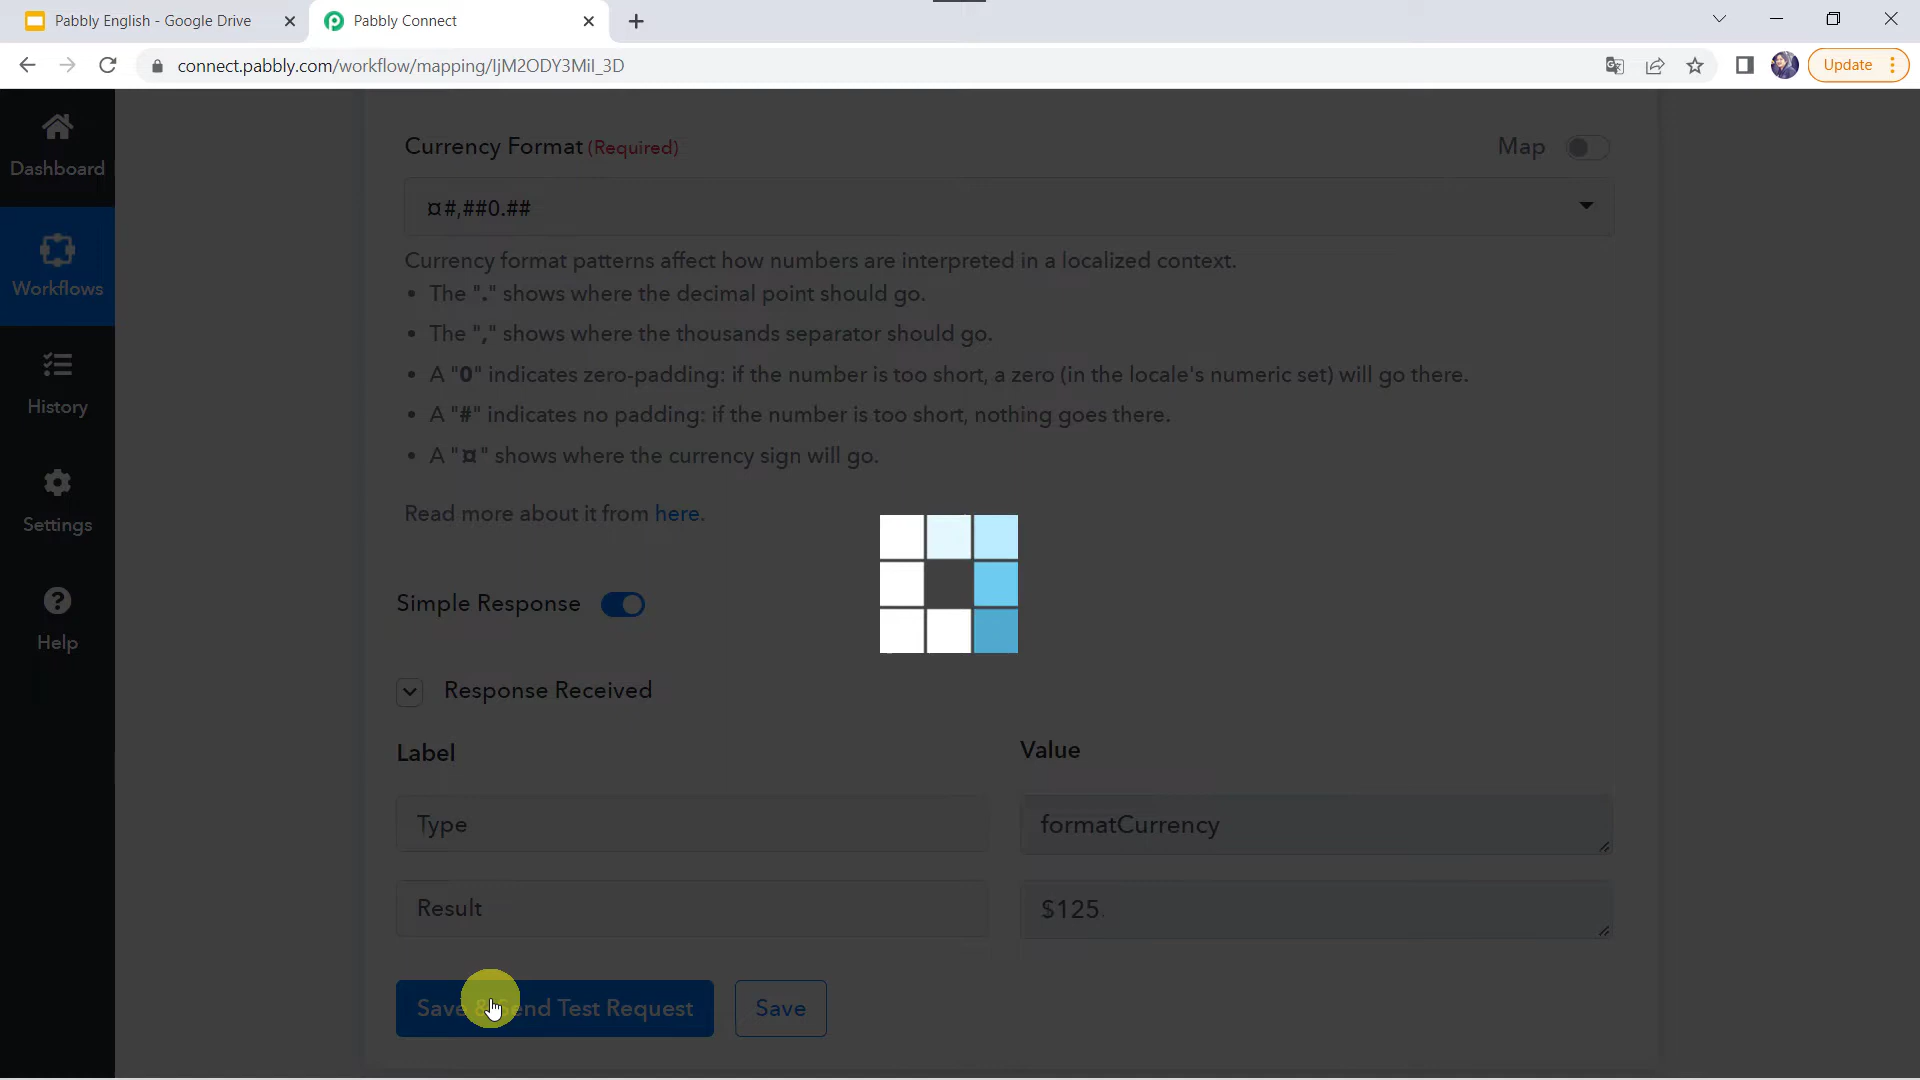 Pabbly English - Google Drive
Pabbly Connect
connect.pabbly.com/workflow/mapping/IjM2ODY3MiI_3D
Update
Dashboard
Workflows
History
Settings
Help
Currency Format (Required)
Map
¤#,##0.##
Currency format patterns affect how numbers are interpreted in a localized context.
• The "." shows where the decimal point should go.
• The "," shows where the thousands separator should go.
• A "0" indicates zero-padding: if the number is too short, a zero (in the locale's numeric set) will go there.
• A "#" indicates no padding: if the number is too short, nothing goes there.
• A "¤" shows where the currency sign will go.
Read more about it from here.
Simple Response
Response Received
Label
Value
Type
formatCurrency
Result
$125.
Save & Send Test Request
Save